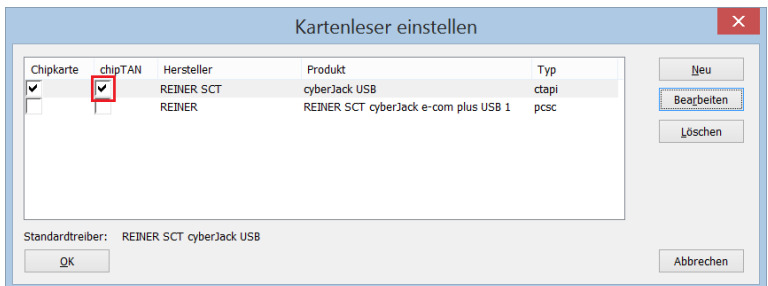 Kartenleser einstellen
Chipkarte chipTAN Hersteller Produkt Typ
REINER SCT cyberJack USB ctapi
REINER REINER SCT cyberJack e-com plus USB 1 pcsc
Neu
Bearbeiten
Löschen
Standardtreiber: REINER SCT cyberJack USB
OK Abbrechen